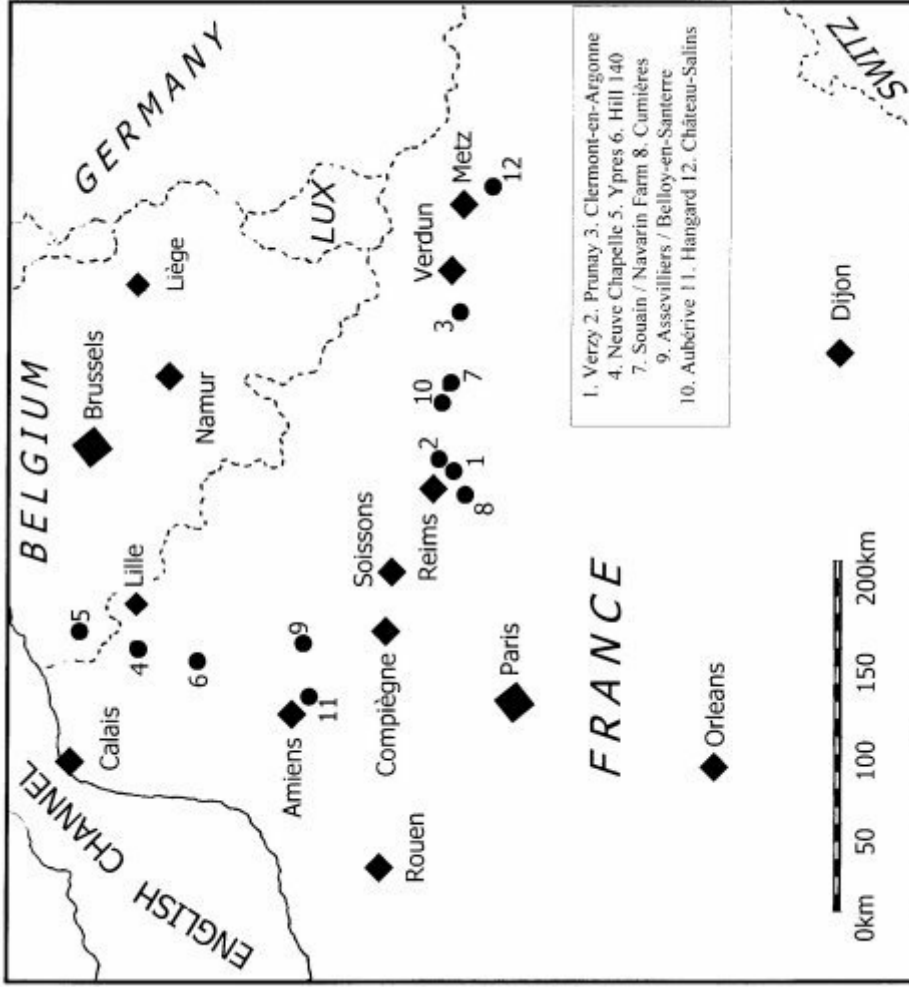 GERMANY
BELGIUM
Brussels
Liège
Namur
LUX
Lille
5
4
6
Calais
ENGLISH CHANNEL
Amiens
11
9
Soissons
Compiègne
Rouen
Reims
2
1
8
10
7
3
Verdun
Metz
12
Paris
FRANCE
Orleans
Dijon
SWITZ
1. Verzy 2. Prunay 3. Clermont-en-Argonne
4. Neuve Chapelle 5. Ypres 6. Hill 140
7. Souain / Navarin Farm 8. Cumières
9. Assevilliers / Belloy-en-Santerre
10. Aubérive 11. Hangard 12. Château-Salins
0km 50 100 150 200km